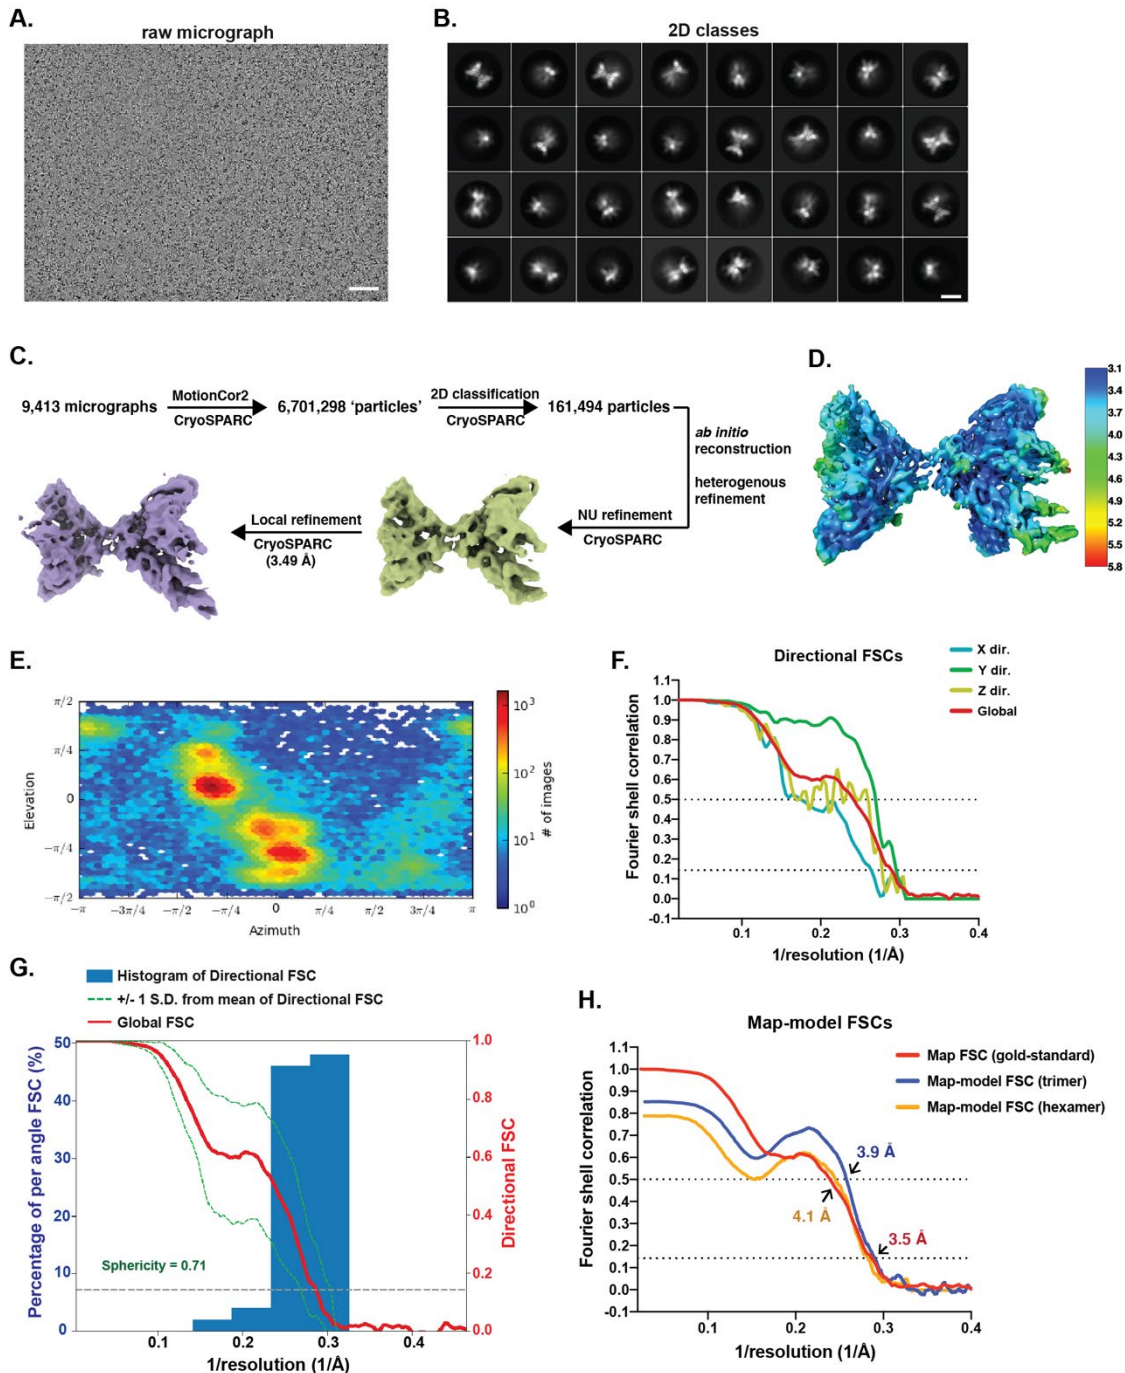 A.
raw micrograph
B.
2D classes
C.
9,413 micrographs
MotionCor2
CryoSPARC
6,701,298 ‘particles’
2D classification
CryoSPARC
161,494 particles
ab initio
reconstruction
heterogenous
refinement
NU refinement
CryoSPARC
Local refinement
CryoSPARC
(3.49 Å)
D.
3.1
3.4
3.7
4.0
4.3
4.6
4.9
5.2
5.5
5.8
E.
Elevation
π/2
π/4
0
−π/4
−π/2
−π
−3π/4
−π/2
−π/4
0
π/4
π/2
3π/4
π
Azimuth
10³
10²
10¹
10⁰
# of images
F.
Directional FSCs
X dir.
Y dir.
Z dir.
Global
Fourier shell correlation
1.1
1.0
0.9
0.8
0.7
0.6
0.5
0.4
0.3
0.2
0.1
0.0
-0.1
0.1
0.2
0.3
0.4
1/resolution (1/Å)
G.
Histogram of Directional FSC
+/- 1 S.D. from mean of Directional FSC
Global FSC
Percentage of per angle FSC (%)
50
40
30
20
10
0
Sphericity = 0.71
1.0
0.8
0.6
0.4
0.2
0.0
Directional FSC
0.1
0.2
0.3
0.4
1/resolution (1/Å)
H.
Map-model FSCs
Map FSC (gold-standard)
Map-model FSC (trimer)
Map-model FSC (hexamer)
Fourier shell correlation
1.1
1.0
0.9
0.8
0.7
0.6
0.5
0.4
0.3
0.2
0.1
0.0
-0.1
3.9 Å
4.1 Å
3.5 Å
0.1
0.2
0.3
0.4
1/resolution (1/Å)